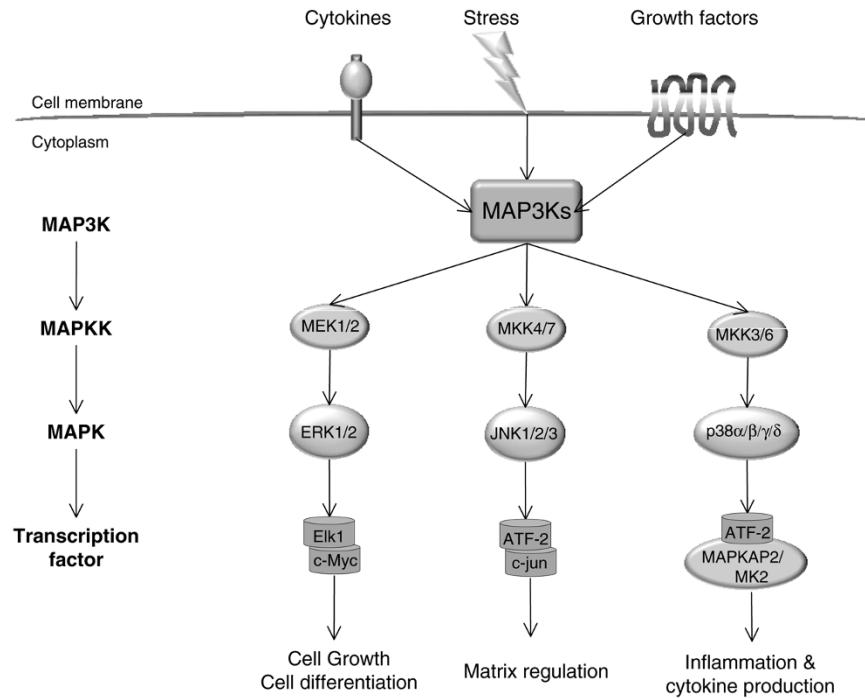 Cytokines
Stress
Growth factors
Cell membrane
Cytoplasm
MAP3Ks
MAP3K
MEK1/2
MKK4/7
MKK3/6
MAPKK
ERK1/2
JNK1/2/3
p38α/β/γ/δ
MAPK
Elk1
c-Myc
ATF-2
c-jun
ATF-2
MAPKAP2/
MK2
Transcription
factor
Cell Growth
Cell differentiation
Matrix regulation
Inflammation &
cytokine production